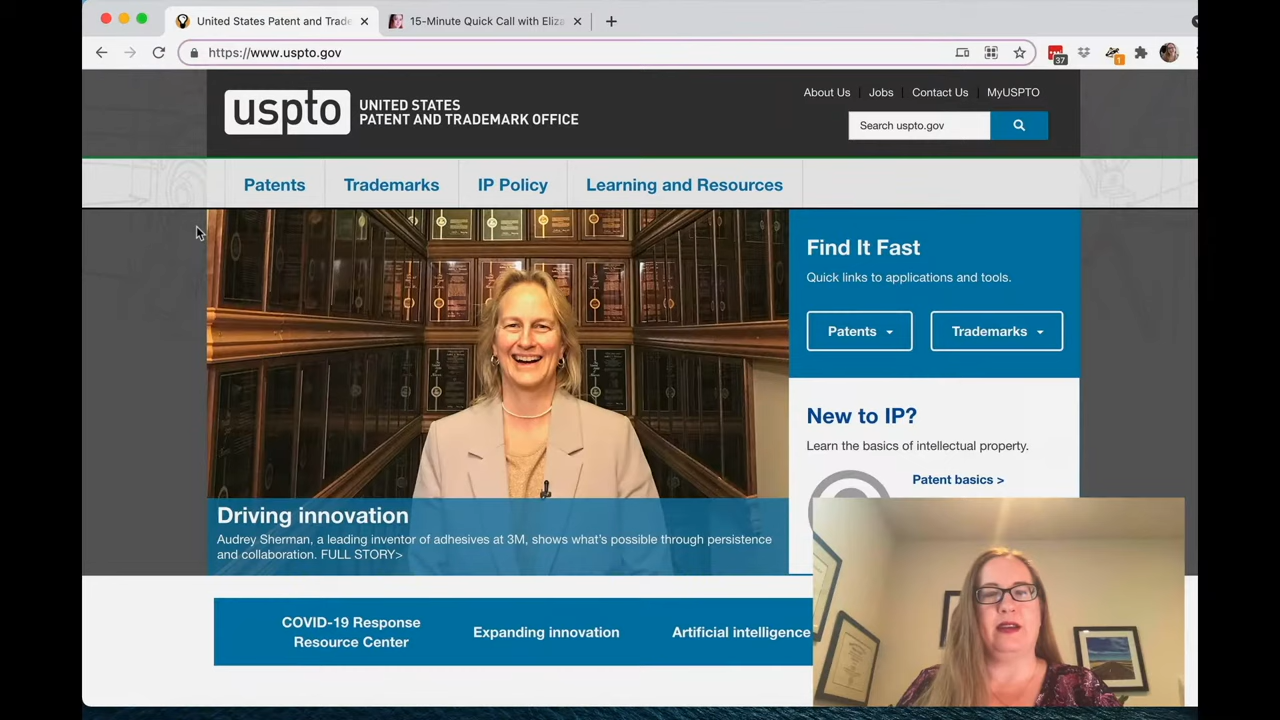 United States Patent and Trade
15-Minute Quick Call with Eliza
https://www.uspto.gov
37
1
uspto
UNITED STATES
PATENT AND TRADEMARK OFFICE
About Us
Jobs
Contact Us
MyUSPTO
Search uspto.gov
Patents
Trademarks
IP Policy
Learning and Resources
Find It Fast
Quick links to applications and tools.
Patents
Trademarks
New to IP?
Learn the basics of intellectual property.
Patent basics >
Driving innovation
Audrey Sherman, a leading inventor of adhesives at 3M, shows what's possible through persistence
and collaboration. FULL STORY>
COVID-19 Response
Resource Center
Expanding innovation
Artificial intelligence